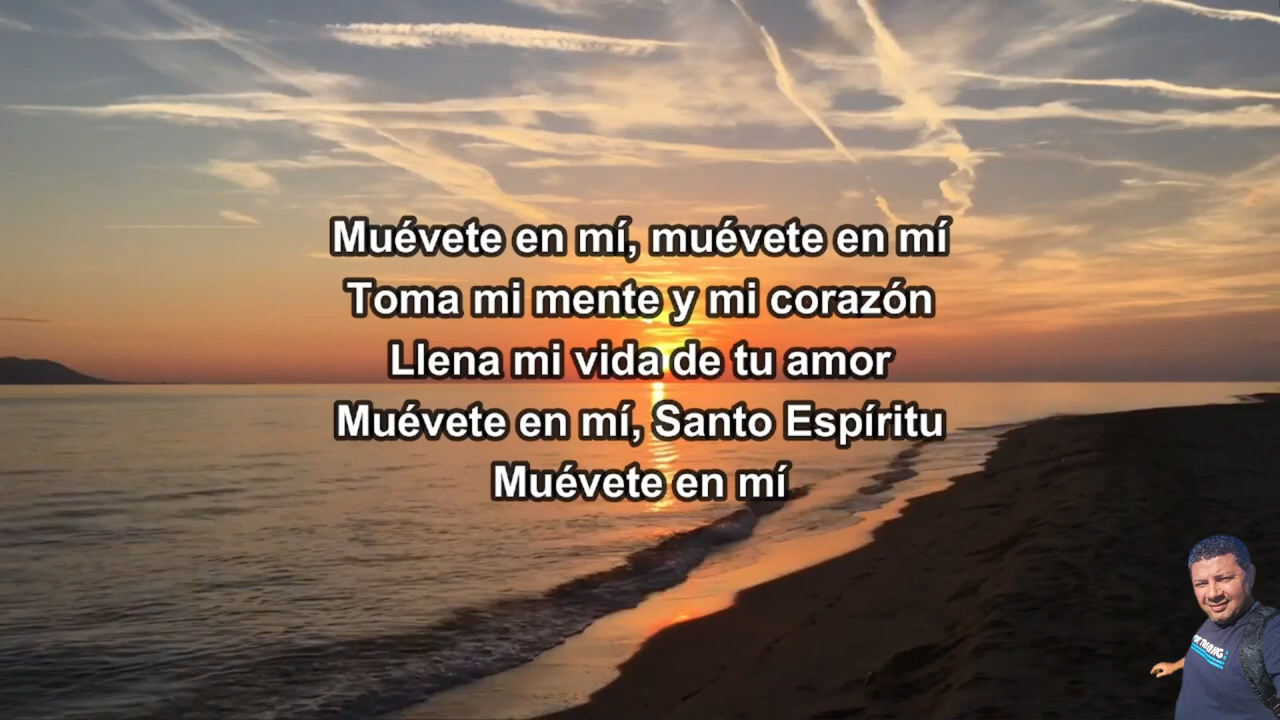 Muévete en mí, muévete en mí
Toma mi mente y mi corazón
Llena mi vida de tu amor
Muévete en mí, Santo Espíritu
Muévete en mí